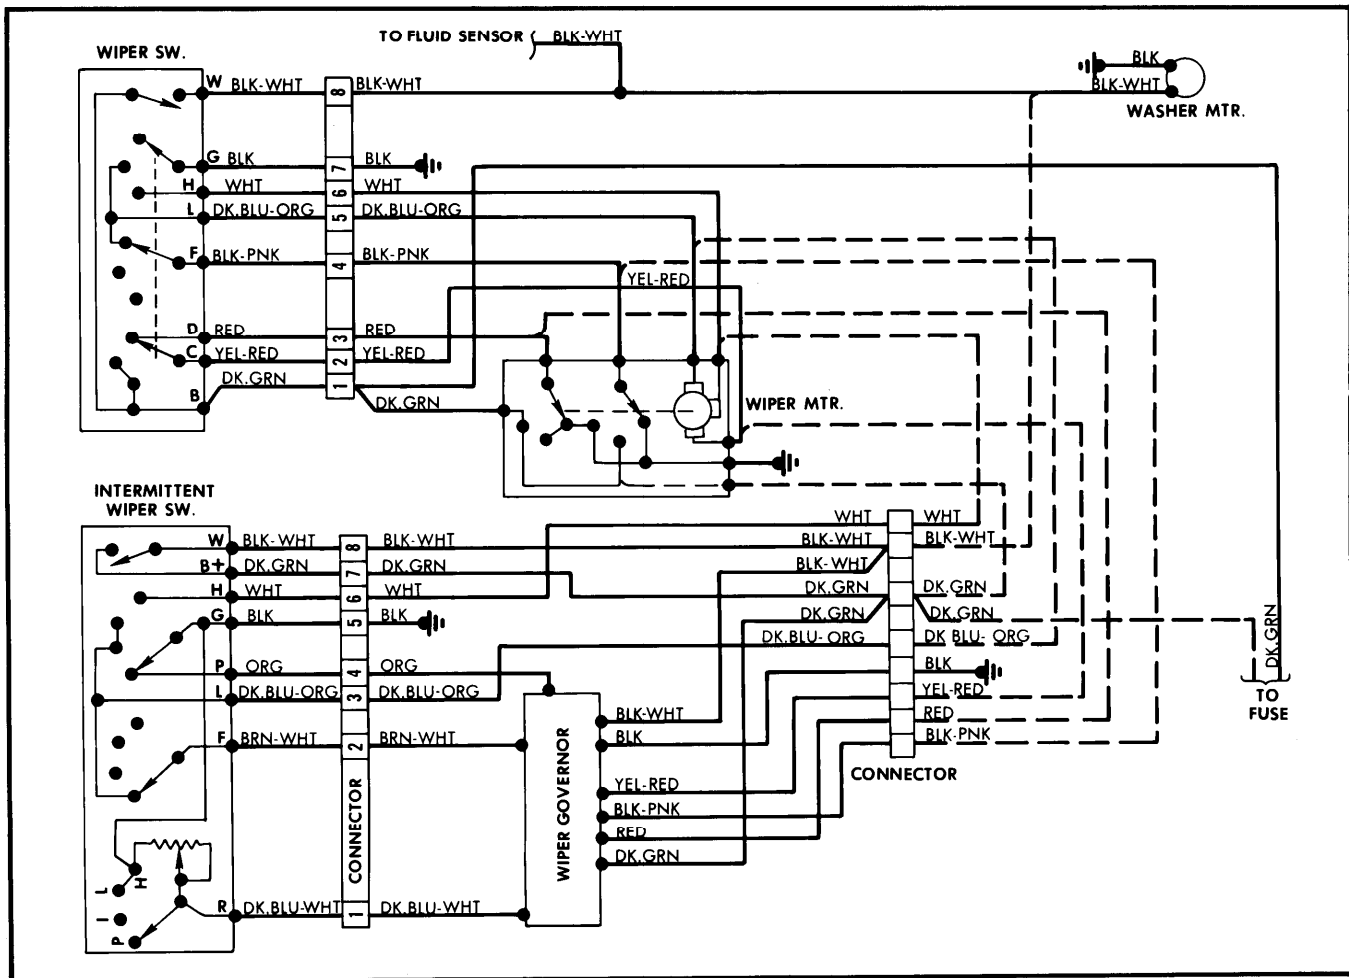 TO FLUID SENSOR BLK-WHT
WIPER SW.
W BLK-WHT 8 BLK-WHT
BLK
BLK-WHT
WASHER MTR.
G BLK 7 BLK
H WHT 6 WHT
L DK.BLU-ORG 5 DK.BLU-ORG
F BLK-PNK 4 BLK-PNK
YEL-RED
D RED 3 RED
C YEL-RED 2 YEL-RED
B DK.GRN 1
DK.GRN
WIPER MTR.
INTERMITTENT
WIPER SW.
W BLK-WHT 8 BLK-WHT
B+ DK.GRN 7 DK.GRN
H WHT 6 WHT
G BLK 5 BLK
P ORG 4 ORG
L DK.BLU-ORG 3 DK.BLU-ORG
F BRN-WHT 2 BRN-WHT
CONNECTOR
L
H
I
P
R DK.BLU-WHT 1 DK.BLU-WHT
WIPER GOVERNOR
BLK-WHT
BLK
YEL-RED
BLK-PNK
RED
DK.GRN
WHT WHT
BLK-WHT BLK-WHT
BLK-WHT
DK.GRN DK.GRN
DK.GRN DK.GRN
DK.BLU-ORG DK BLU-ORG
BLK
YEL-RED
RED
BLK-PNK
CONNECTOR
DK.GRN
TO
FUSE